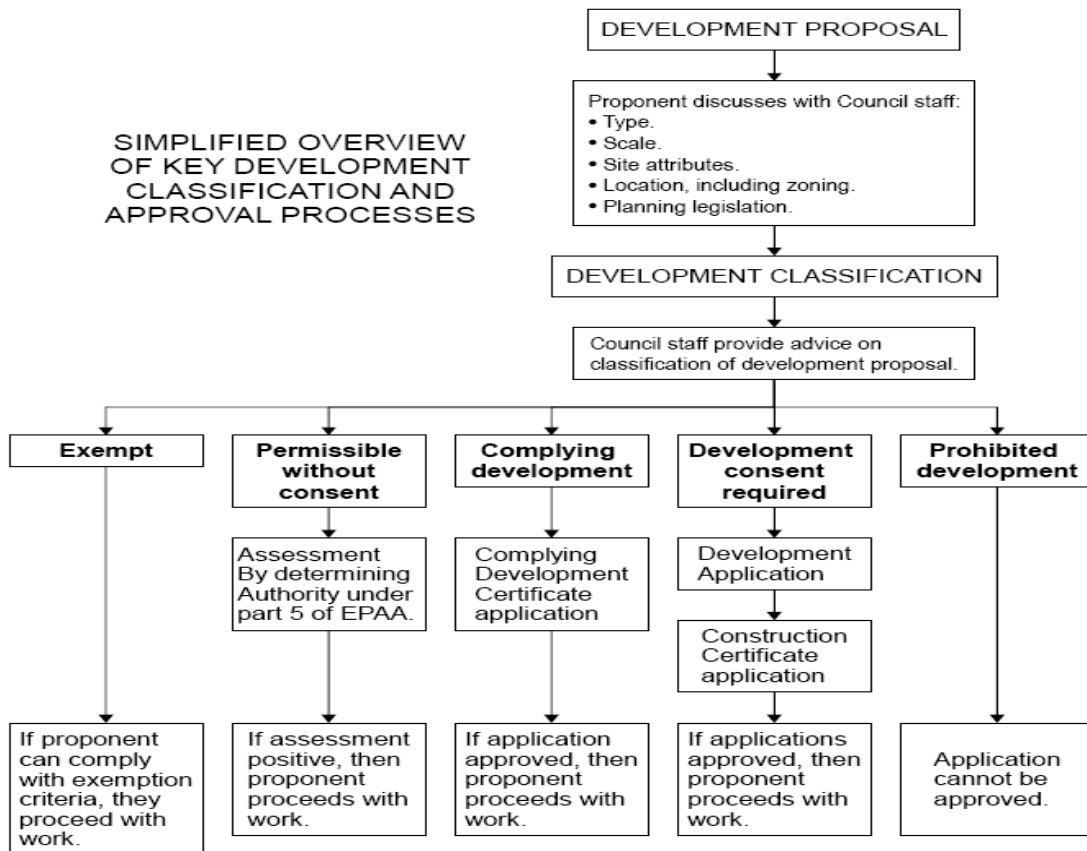 DEVELOPMENT PROPOSAL
Proponent discusses with Council staff:
• Type.
• Scale.
• Site attributes.
• Location, including zoning.
• Planning legislation.
SIMPLIFIED OVERVIEW
OF KEY DEVELOPMENT
CLASSIFICATION AND
APPROVAL PROCESSES
DEVELOPMENT CLASSIFICATION
Council staff provide advice on
classification of development proposal.
Exempt
Permissible
without
consent
Complying
development
Development
consent
required
Prohibited
development
Assessment
By determining
Authority under
part 5 of EPAA.
Complying
Development
Certificate
application
Development
Application
Construction
Certificate
application
If proponent
can comply
with exemption
criteria, they
proceed with
work.
If assessment
positive, then
proponent
proceeds with
work.
If application
approved, then
proponent
proceeds with
work.
If applications
approved, then
proponent
proceeds with
work.
Application
cannot be
approved.